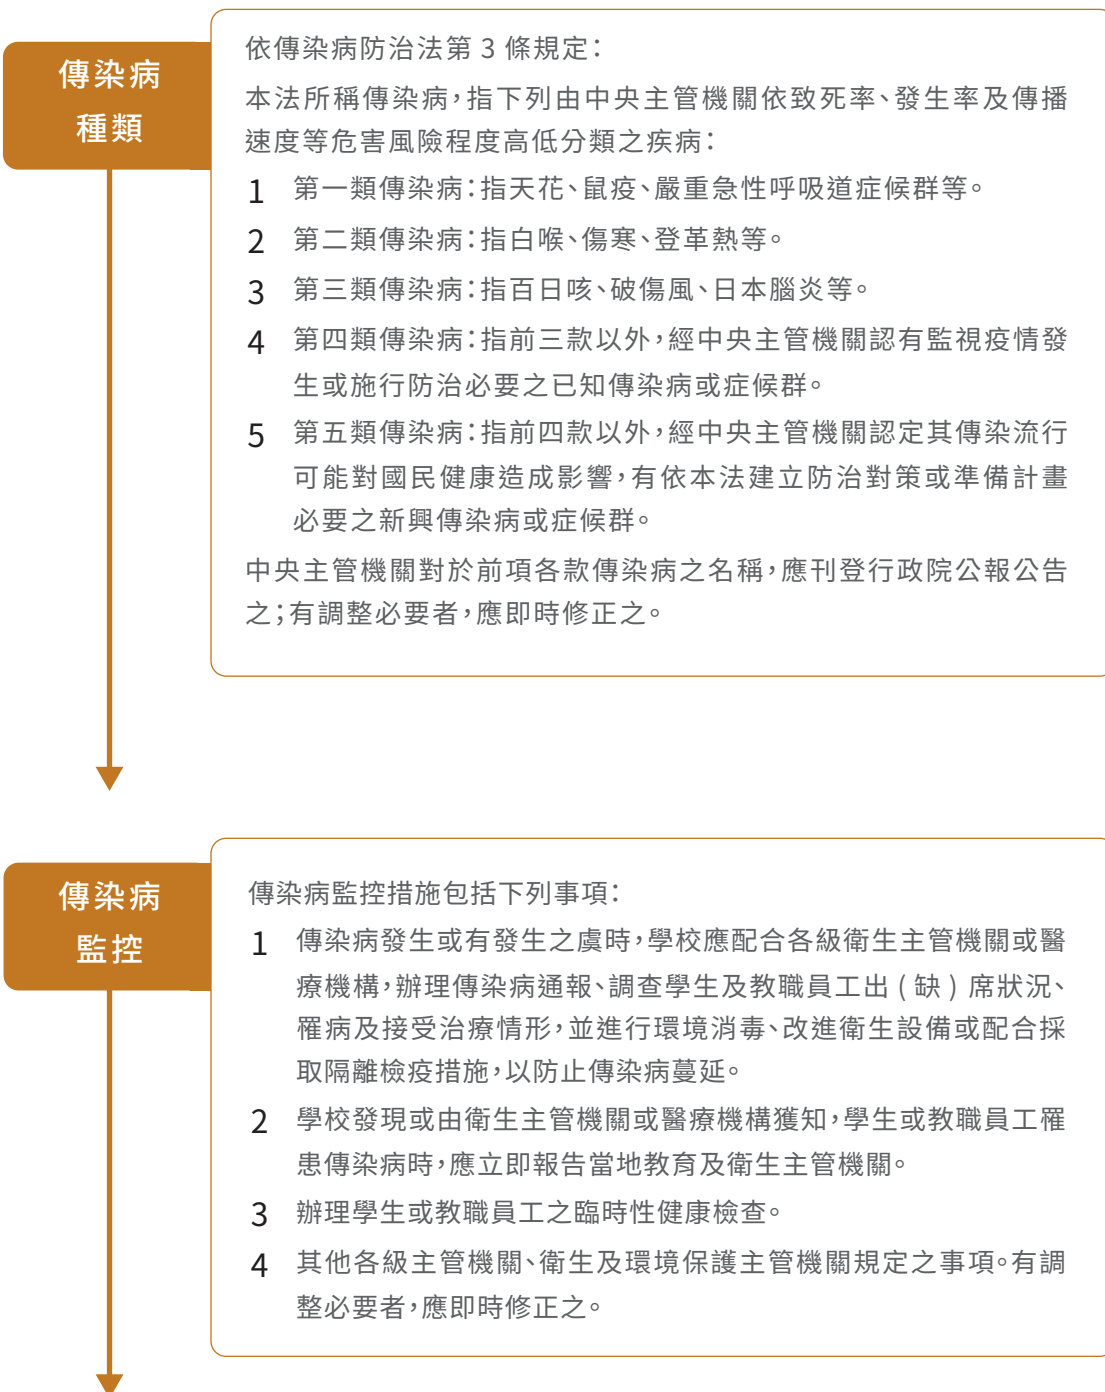 傳染病
種類
依傳染病防治法第 3 條規定：
本法所稱傳染病，指下列由中央主管機關依致死率、發生率及傳播
速度等危害風險程度高低分類之疾病：
1 第一類傳染病：指天花、鼠疫、嚴重急性呼吸道症候群等。
2 第二類傳染病：指白喉、傷寒、登革熱等。
3 第三類傳染病：指百日咳、破傷風、日本腦炎等。
4 第四類傳染病：指前三款以外，經中央主管機關認有監視疫情發
生或施行防治必要之已知傳染病或症候群。
5 第五類傳染病：指前四款以外，經中央主管機關認定其傳染流行
可能對國民健康造成影響，有依本法建立防治對策或準備計畫
必要之新興傳染病或症候群。
中央主管機關對於前項各款傳染病之名稱，應刊登行政院公報公告
之；有調整必要者，應即時修正之。
傳染病
監控
傳染病監控措施包括下列事項：
1 傳染病發生或有發生之虞時，學校應配合各級衛生主管機關或醫
療機構，辦理傳染病通報、調查學生及教職員工出 ( 缺 ) 席狀況、
罹病及接受治療情形，並進行環境消毒、改進衛生設備或配合採
取隔離檢疫措施，以防止傳染病蔓延。
2 學校發現或由衛生主管機關或醫療機構獲知，學生或教職員工罹
患傳染病時，應立即報告當地教育及衛生主管機關。
3 辦理學生或教職員工之臨時性健康檢查。
4 其他各級主管機關、衛生及環境保護主管機關規定之事項。有調
整必要者，應即時修正之。